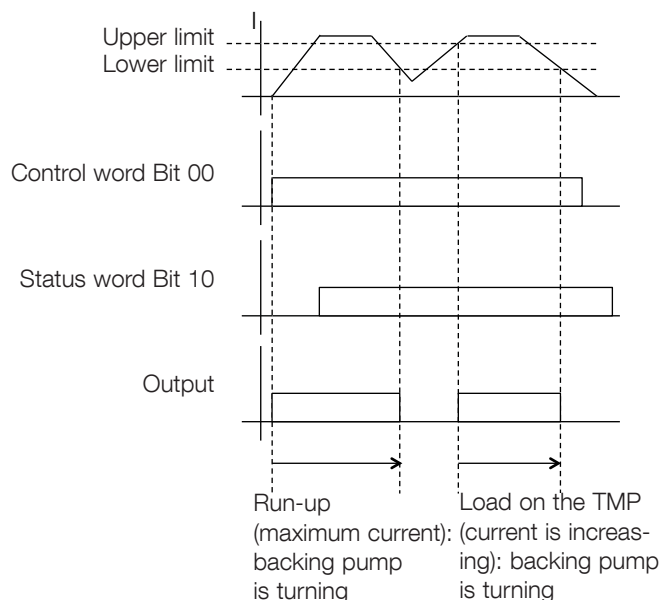 I
Upper limit
Lower limit
Control word Bit 00
Status word Bit 10
Output
Run-up
(maximum current):
backing pump
is turning
Load on the TMP
(current is increas-
ing): backing pump
is turning